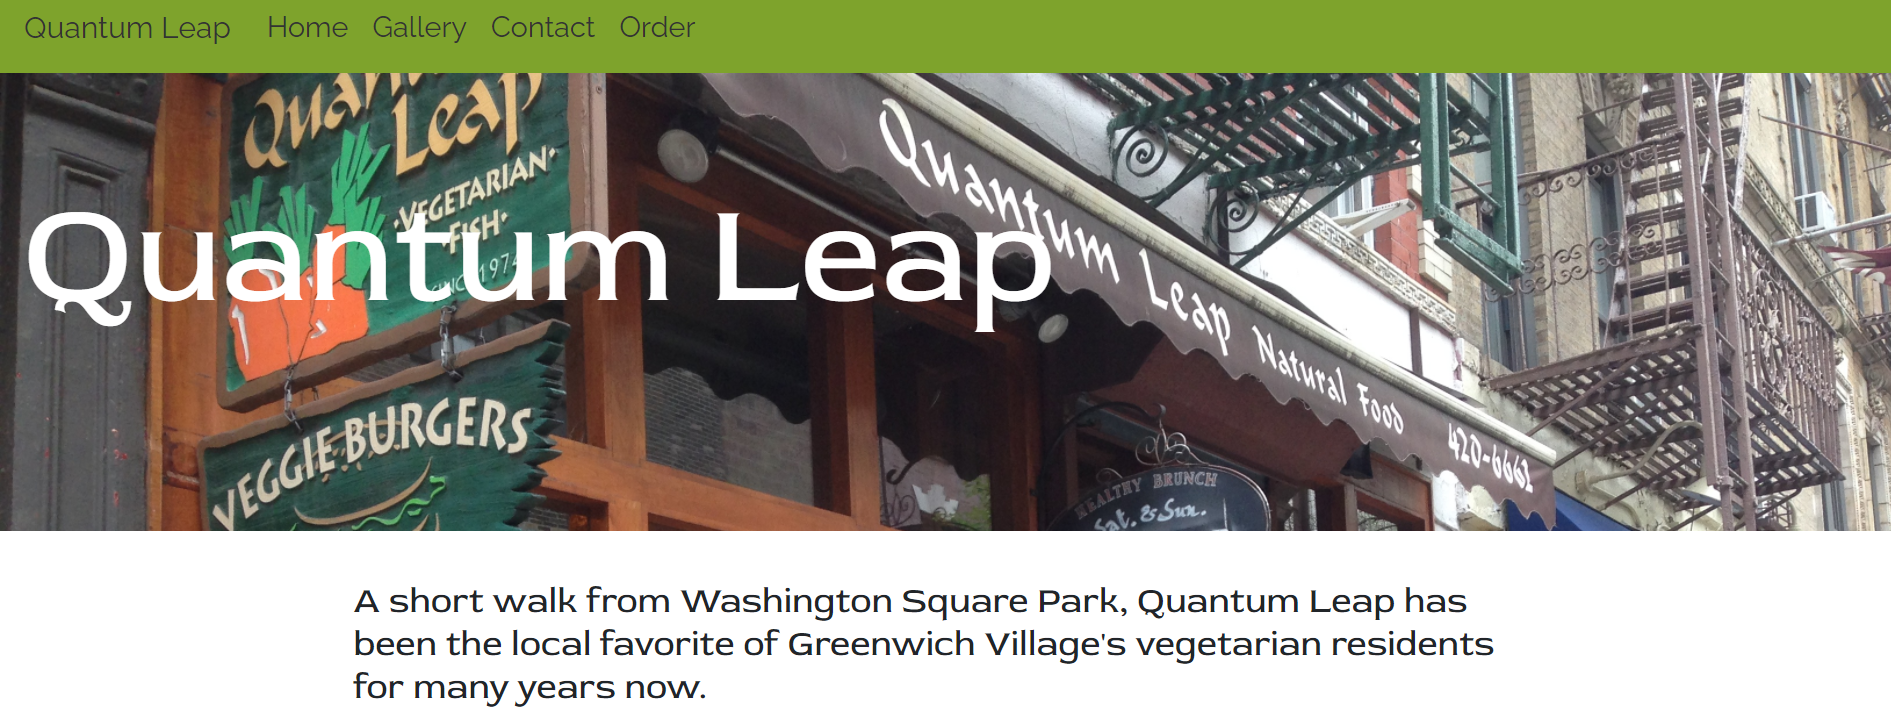 Quantum Leap Home Gallery Contact Order
Quantum
Leap
·VEGETARIAN·
·FISH·
SINCE 1974
VEGGIE BURGERS
Quantum Leap Natural Food 420-6662
HEALTHY BRUNCH
Sat. & Sun.
Quantum Leap
A short walk from Washington Square Park, Quantum Leap has
been the local favorite of Greenwich Village's vegetarian residents
for many years now.